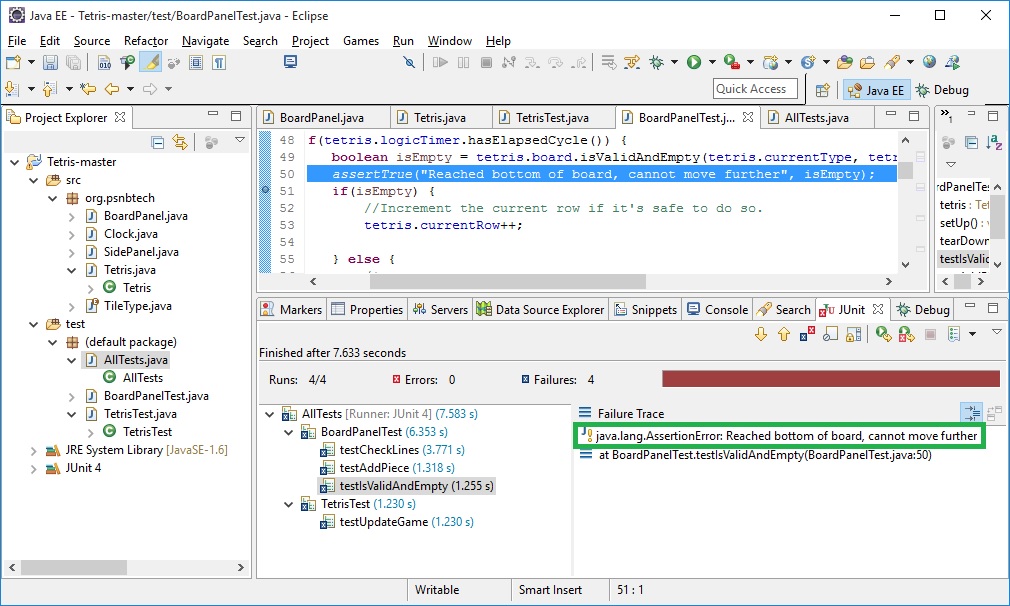 Java EE - Tetris-master/test/BoardPanelTest.java - Eclipse
File Edit Source Refactor Navigate Search Project Games Run Window Help
Quick Access Java EE Debug
Project Explorer
Tetris-master
src
org.psnbtech
BoardPanel.java
Clock.java
SidePanel.java
Tetris.java
Tetris
TileType.java
test
(default package)
AllTests.java
AllTests
BoardPanelTest.java
TetrisTest.java
TetrisTest
JRE System Library [JavaSE-1.6]
JUnit 4
BoardPanel.java Tetris.java TetrisTest.java BoardPanelTest.j... AllTests.java
48 f(tetris.logicTimer.hasElapsedCycle()) {
49 boolean isEmpty = tetris.board.isValidAndEmpty(tetris.currentType, tetr
50 assertTrue("Reached bottom of board, cannot move further", isEmpty);
51 if(isEmpty) {
52 //Increment the current row if it's safe to do so.
53 tetris.currentRow++;
54
55 } else {
»1
rdPanelTes
tetris : Tet
setUp() :
tearDown
testIsValid
Markers Properties Servers Data Source Explorer Snippets Console Search JUnit Debug
Finished after 7.633 seconds
Runs: 4/4 Errors: 0 Failures: 4
AllTests [Runner: JUnit 4] (7.583 s)
BoardPanelTest (6.353 s)
testCheckLines (3.771 s)
testAddPiece (1.318 s)
testIsValidAndEmpty (1.255 s)
TetrisTest (1.230 s)
testUpdateGame (1.230 s)
Failure Trace
java.lang.AssertionError: Reached bottom of board, cannot move further
at BoardPanelTest.testIsValidAndEmpty(BoardPanelTest.java:50)
Writable Smart Insert 51 : 1